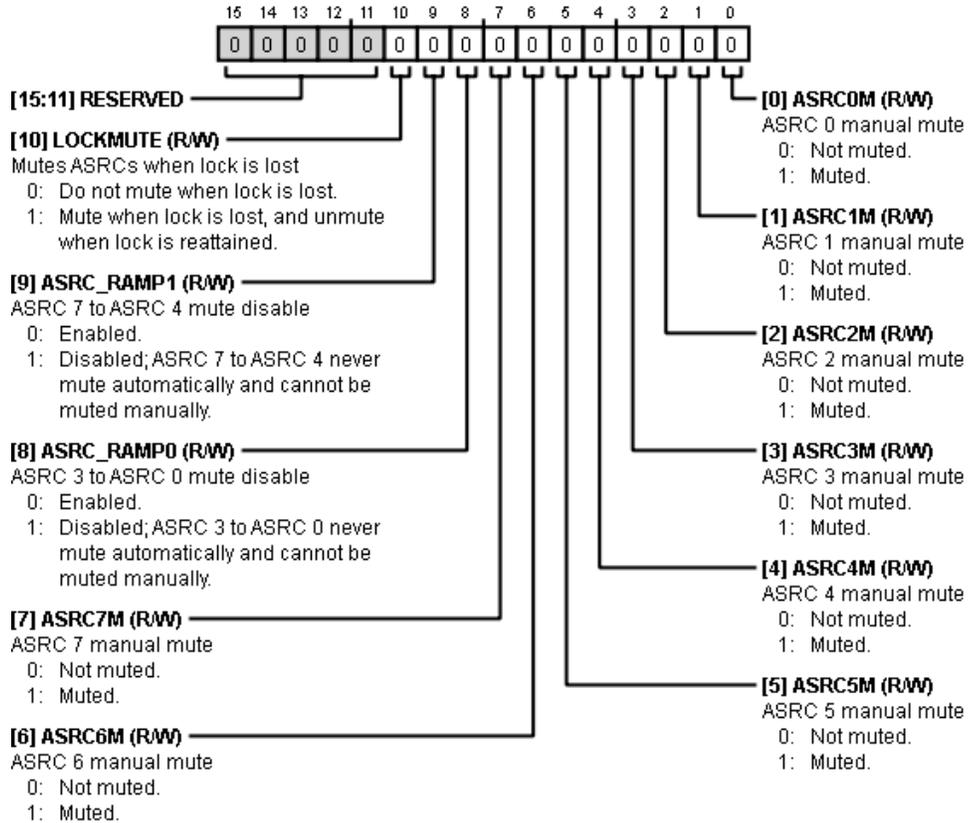 15 14 13 12 11 10 9 8 7 6 5 4 3 2 1 0
0 0 0 0 0 0 0 0 0 0 0 0 0 0 0 0
[15:11] RESERVED
[10] LOCKMUTE (R/W)
Mutes ASRCs when lock is lost
0: Do not mute when lock is lost.
1: Mute when lock is lost, and unmute
when lock is reattained.
[9] ASRC_RAMP1 (R/W)
ASRC 7 to ASRC 4 mute disable
0: Enabled.
1: Disabled; ASRC 7 to ASRC 4 never
mute automatically and cannot be
muted manually.
[8] ASRC_RAMP0 (R/W)
ASRC 3 to ASRC 0 mute disable
0: Enabled.
1: Disabled; ASRC 3 to ASRC 0 never
mute automatically and cannot be
muted manually.
[7] ASRC7M (R/W)
ASRC 7 manual mute
0: Not muted.
1: Muted.
[6] ASRC6M (R/W)
ASRC 6 manual mute
0: Not muted.
1: Muted.
[0] ASRC0M (R/W)
ASRC 0 manual mute
0: Not muted.
1: Muted.
[1] ASRC1M (R/W)
ASRC 1 manual mute
0: Not muted.
1: Muted.
[2] ASRC2M (R/W)
ASRC 2 manual mute
0: Not muted.
1: Muted.
[3] ASRC3M (R/W)
ASRC 3 manual mute
0: Not muted.
1: Muted.
[4] ASRC4M (R/W)
ASRC 4 manual mute
0: Not muted.
1: Muted.
[5] ASRC5M (R/W)
ASRC 5 manual mute
0: Not muted.
1: Muted.